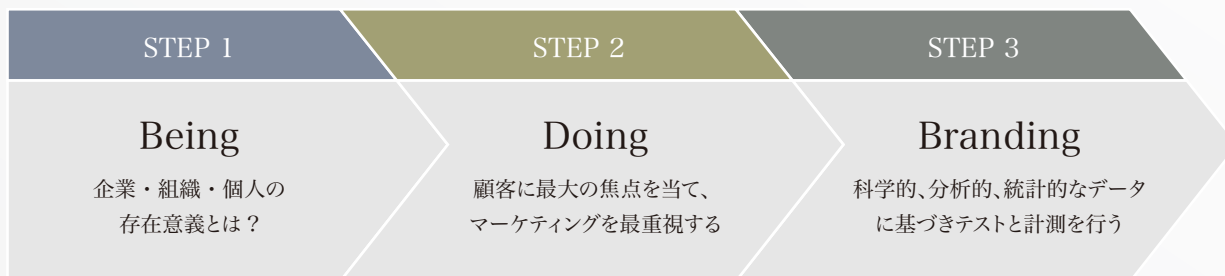 STEP 1
Being
企業・組織・個人の
存在意義とは？
STEP 2
Doing
顧客に最大の焦点を当て、
マーケティングを最重視する
STEP 3
Branding
科学的、分析的、統計的なデータ
に基づきテストと計測を行う